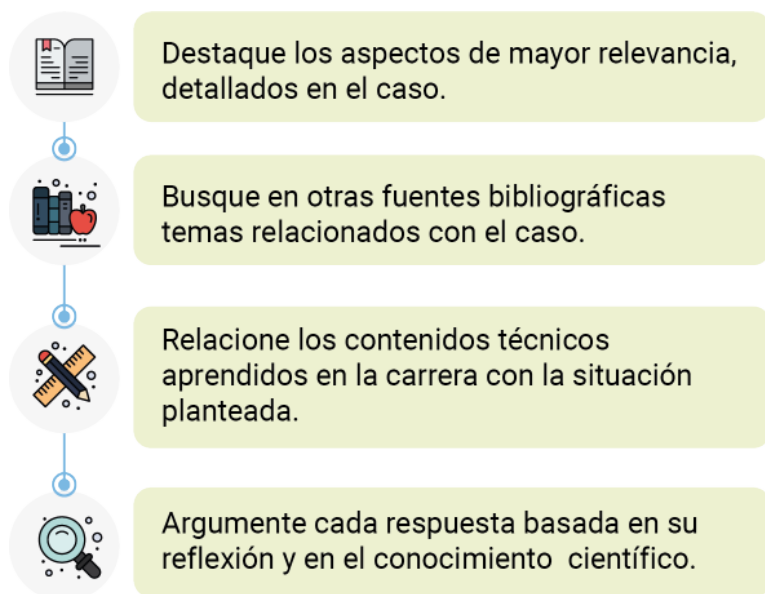 Destaque los aspectos de mayor relevancia,
detallados en el caso.
Busque en otras fuentes bibliográficas
temas relacionados con el caso.
Relacione los contenidos técnicos
aprendidos en la carrera con la situación
planteada.
Argumente cada respuesta basada en su
reflexión y en el conocimiento científico.